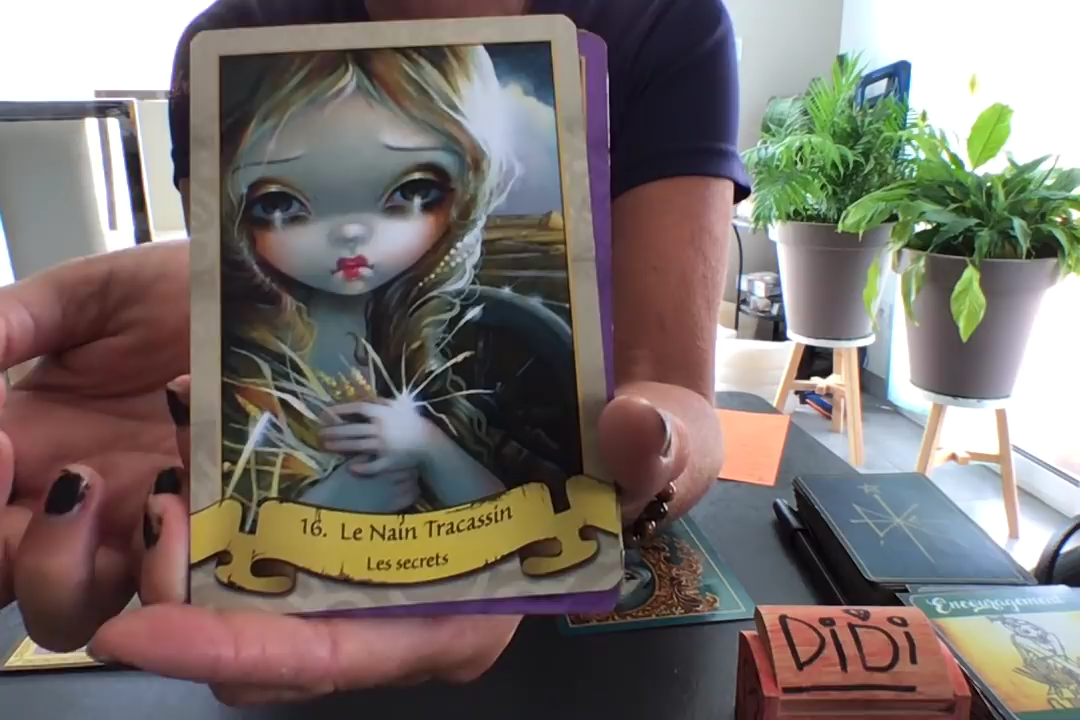 16. Le Nain Tracassin
Les secrets
Encouragement
DiDi